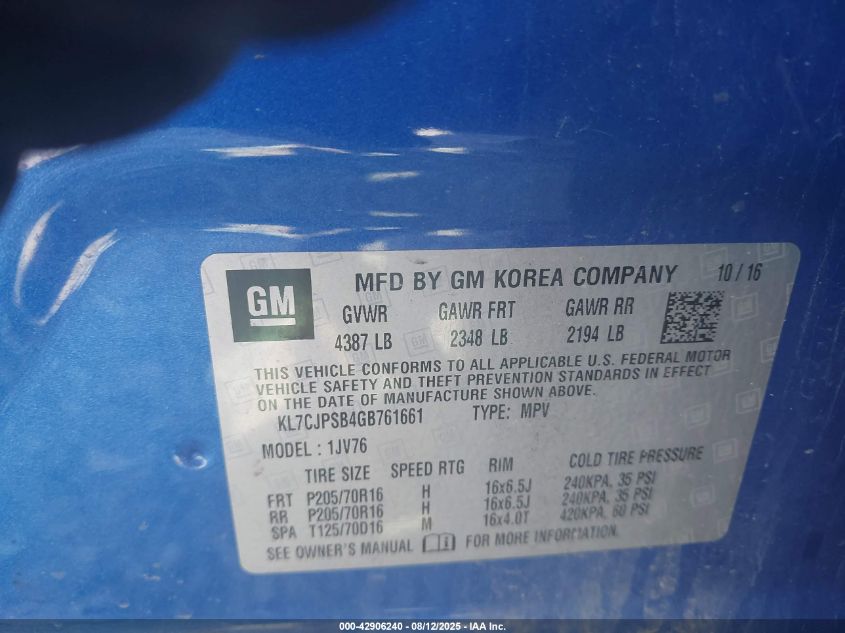 GM
MFD BY GM KOREA COMPANY 10 / 16
GVWR GAWR FRT GAWR RR
4387 LB 2348 LB 2194 LB
THIS VEHICLE CONFORMS TO ALL APPLICABLE U.S. FEDERAL MOTOR
VEHICLE SAFETY AND THEFT PREVENTION STANDARDS IN EFFECT
ON THE DATE OF MANUFACTURE SHOWN ABOVE.
KL7CJPSB4GB761661 TYPE: MPV
MODEL : 1JV76
TIRE SIZE SPEED RTG RIM COLD TIRE PRESSURE
FRT P205/70R16 H 16x6.5J 240KPA, 35 PSI
RR P205/70R16 H 16x6.5J 240KPA, 35 PSI
SPA T125/70D16 M 16x4.0T 420KPA, 60 PSI
SEE OWNER'S MANUAL FOR MORE INFORMATION.
000-42906240 - 08/12/2025 - IAA Inc.